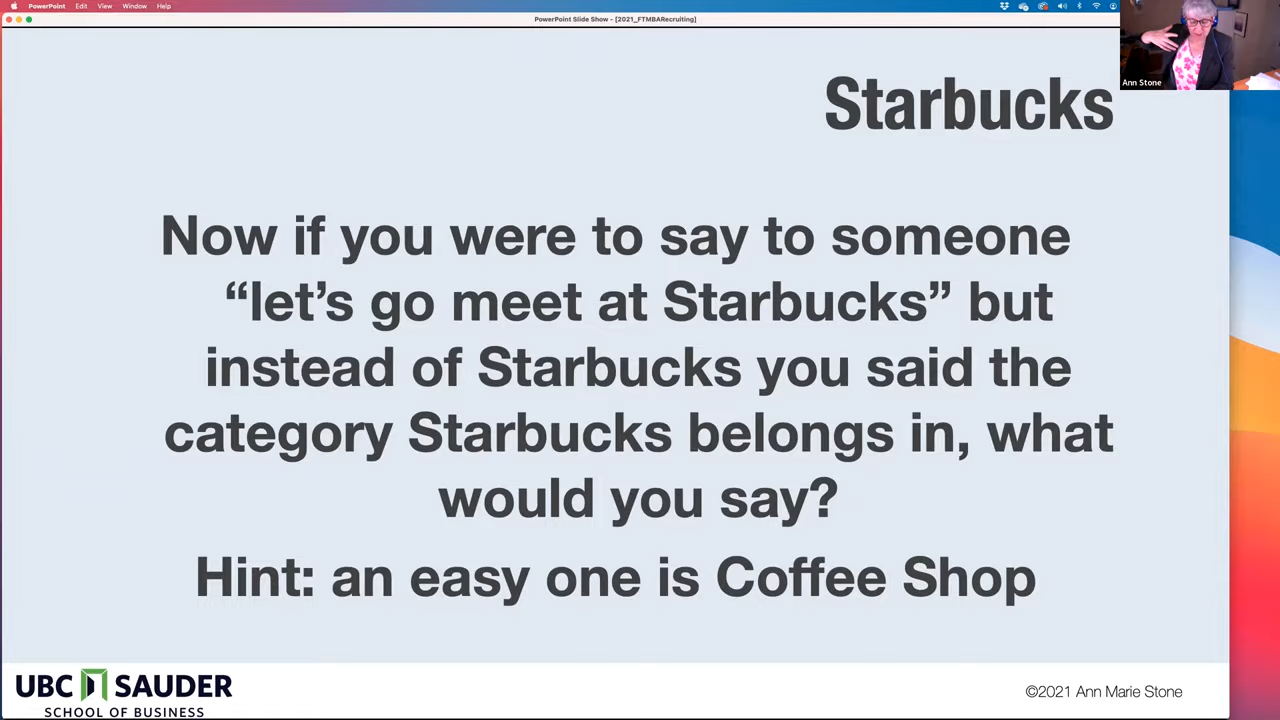 PowerPoint Edit View Window Help
PowerPoint Slide Show - [2021_FTMBARecruiting]
Ann Stone
Starbucks
Now if you were to say to someone
“let’s go meet at Starbucks” but
instead of Starbucks you said the
category Starbucks belongs in, what
would you say?
Hint: an easy one is Coffee Shop
UBC SAUDER
SCHOOL OF BUSINESS
©2021 Ann Marie Stone